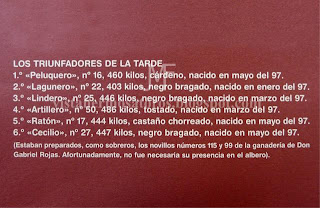 LOS TRIUNFADORES DE LA TARDE
1.º «Peluquero», nº 16, 460 kilos, cárdeno, nacido en mayo del 97.
2.º «Lagunero», nº 22, 403 kilos, negro bragado, nacido en enero del 97.
3.º «Lindero», nº 25, 446, negro bragado, nacido en marzo del 97.
4.º «Artillero», nº 50, 486 kilos, tostado, nacido en marzo del 97.
5.º «Ratón», nº 17, 444 kilos, castaño chorreado, nacido en mayo del 97.
6.º «Cecilio», nº 27, 447 kilos, negro bragado, nacido en mayo del 97.
(Estaban preparados, como sobreros, los novillos números 115 y 99 de la ganadería de Don
Gabriel Rojas. Afortunadamente, no fue necesaria su presencia en el albero).